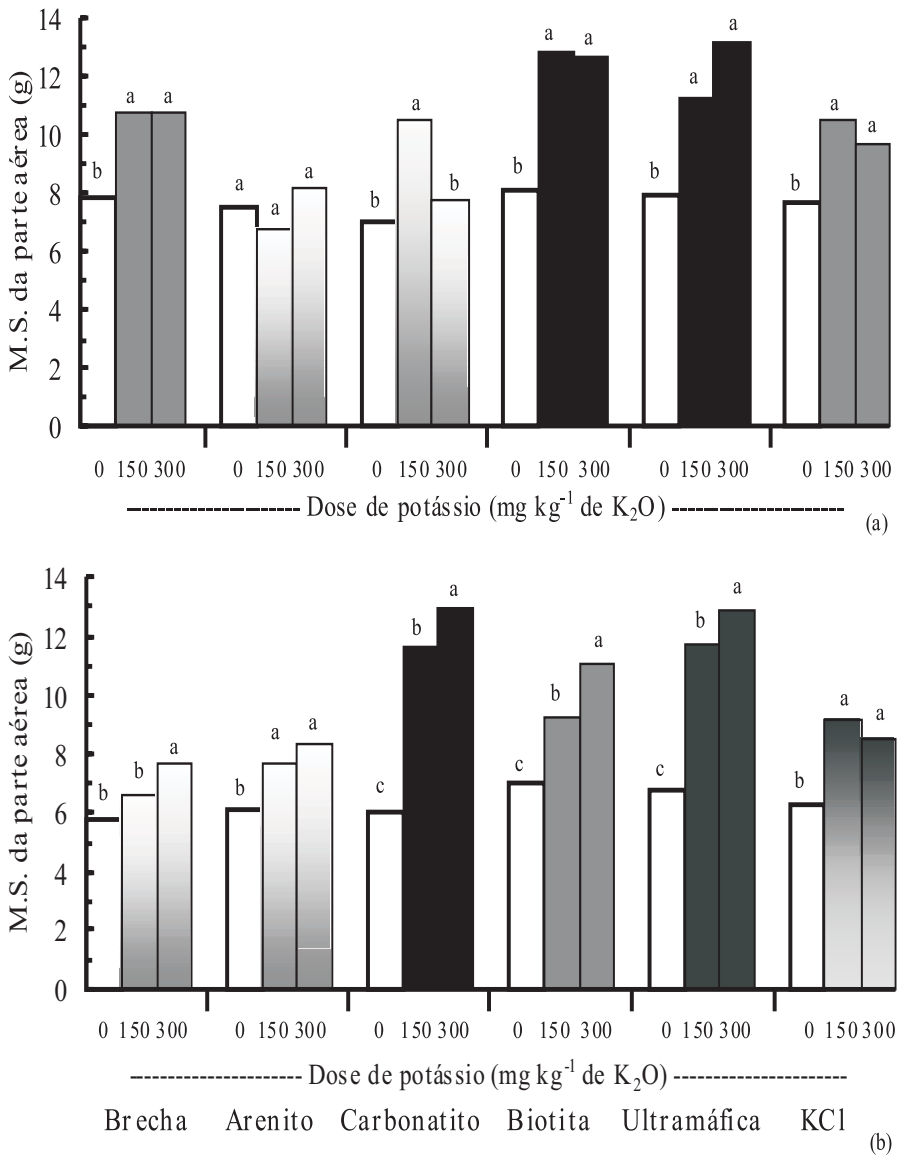 14
12
10
8
6
4
2
0
M.S. da parte aérea (g)
b a a
a a a
b a b
b a a
b a a
b a a
0 150 300 0 150 300 0 150 300 0 150 300 0 150 300 0 150 300
Dose de potássio (mg kg⁻¹ de K₂O)
(a)
14
12
10
8
6
4
2
0
M.S. da parte aérea (g)
b b a
b a a
c b a
c b a
c b a
b a a
0 150 300 0 150 300 0 150 300 0 150 300 0 150 300 0 150 300
Dose de potássio (mg kg⁻¹ de K₂O)
Brecha Arenito Carbonatito Biotita Ultramáfica KCl
(b)